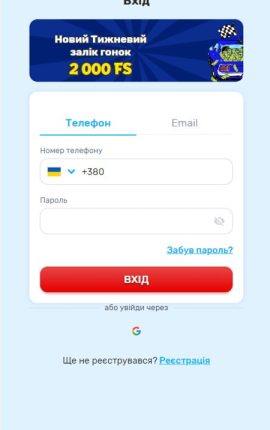 Вхід
Новий Тижневий
залік гонок
2 000 FS
Телефон
Email
Номер телефону
+380
Пароль
Забув пароль?
ВХІД
або увійди через
Ще не реєструвався? Реєстрація